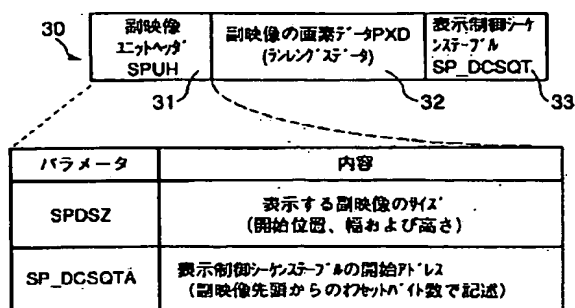 30
副映像
ユニットヘッダ
SPUH
副映像の画素データPXD
(ランレングスデータ)
表示制御シーケ
ンステーブル
SP_DCSQT
31
32
33
パラメータ
内容
SPDSZ
表示する副映像のサイズ
(開始位置、幅および高さ)
SP_DCSQTA
表示制御シーケンステーブルの開始アドレス
(副映像先頭からのオフセットバイト数で記述)